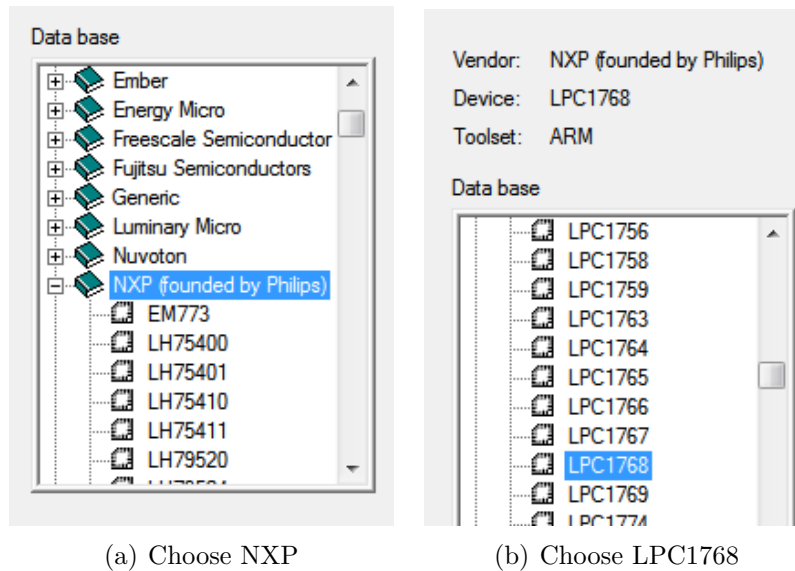 Data base
Ember
Energy Micro
Freescale Semiconductor
Fujitsu Semiconductors
Generic
Luminary Micro
Nuvoton
NXP (founded by Philips)
EM773
LH75400
LH75401
LH75410
LH75411
LH79520
(a) Choose NXP
Vendor: NXP (founded by Philips)
Device: LPC1768
Toolset: ARM
Data base
LPC1756
LPC1758
LPC1759
LPC1763
LPC1764
LPC1765
LPC1766
LPC1767
LPC1768
LPC1769
LPC1774
(b) Choose LPC1768